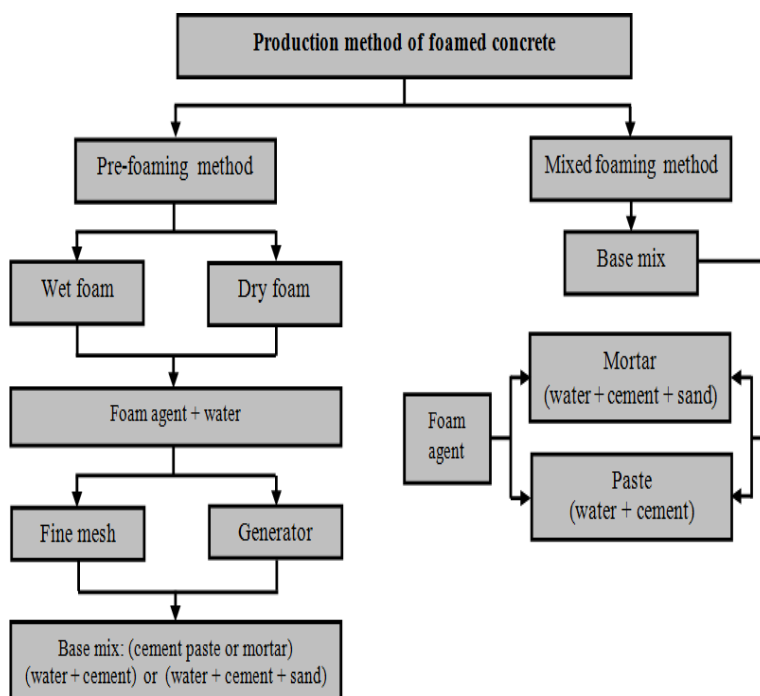 Production method of foamed concrete
Pre-foaming method
Mixed foaming method
Wet foam
Dry foam
Base mix
Foam agent + water
Mortar
(water + cement + sand)
Foam
agent
Paste
(water + cement)
Fine mesh
Generator
Base mix: (cement paste or mortar)
(water + cement) or (water + cement + sand)